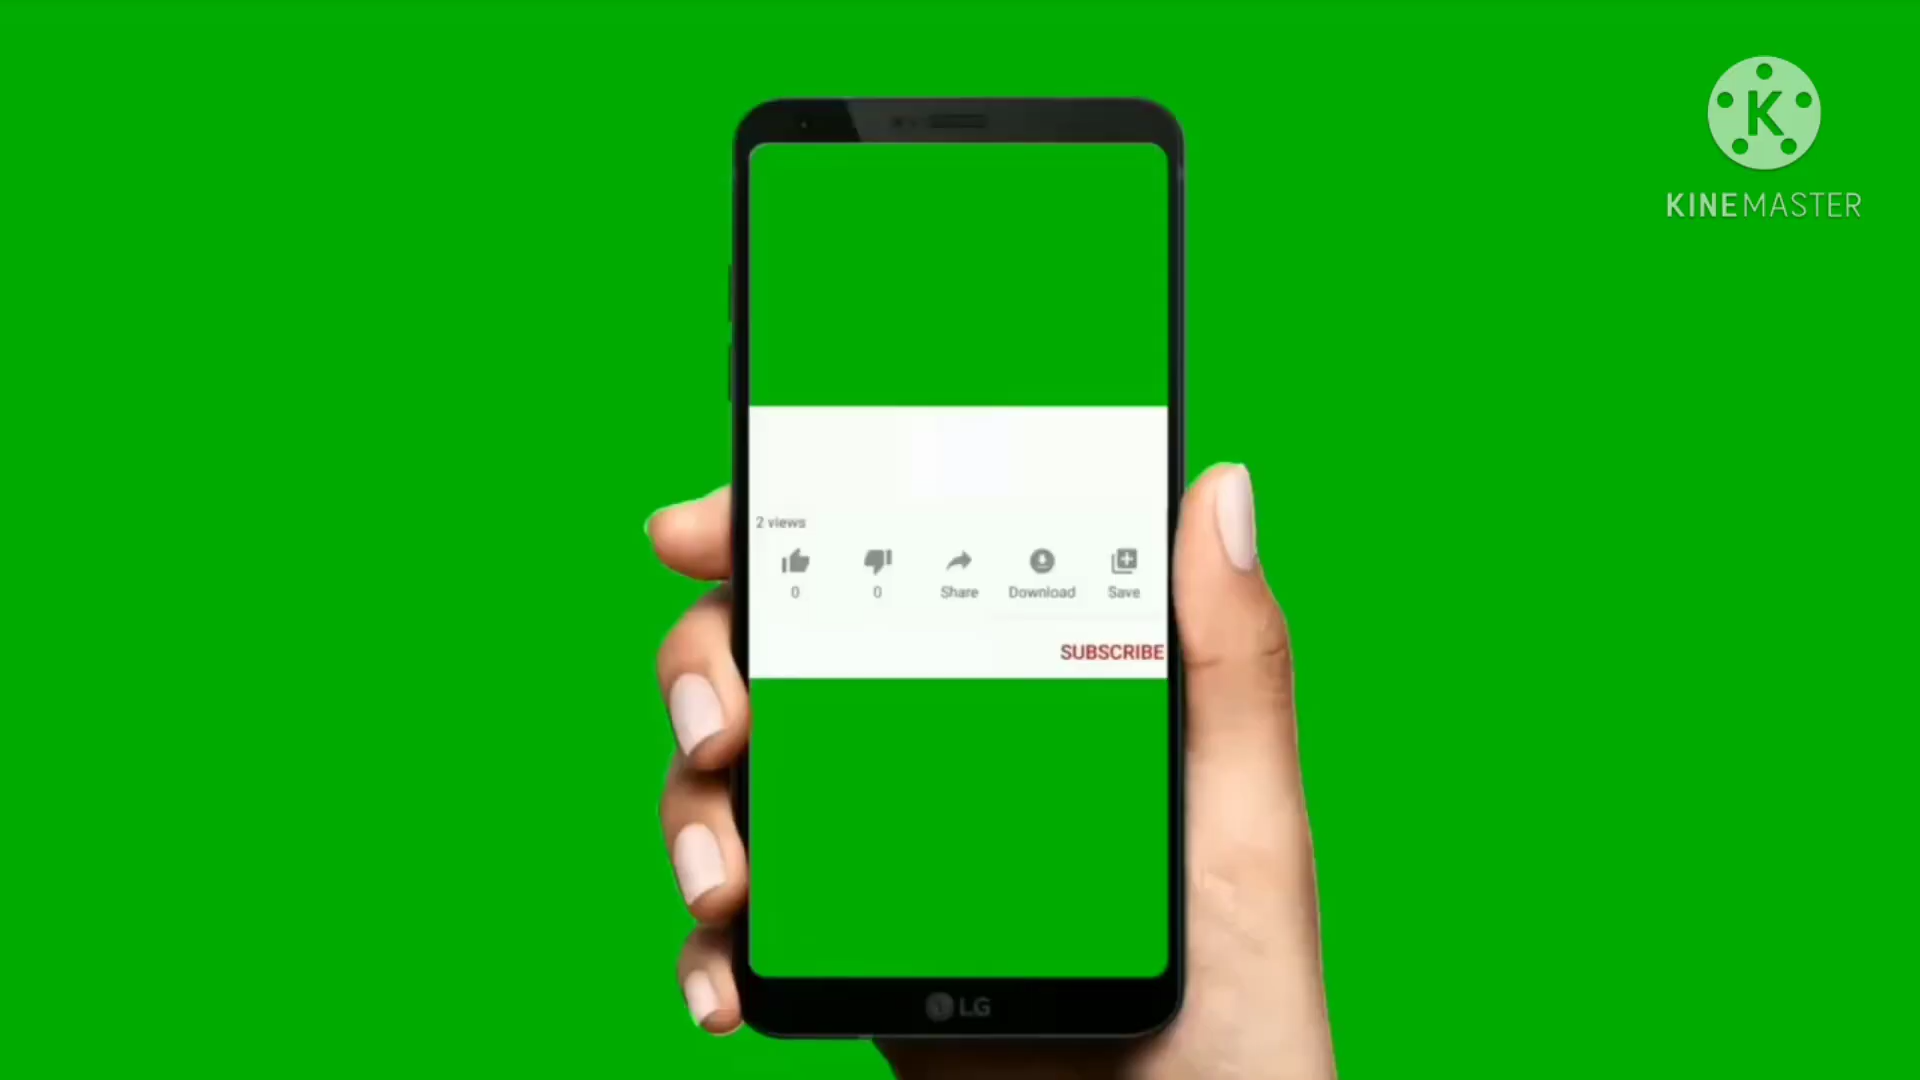 K
KINEMASTER
2 views
0 0 Share Download Save
SUBSCRIBE
LG